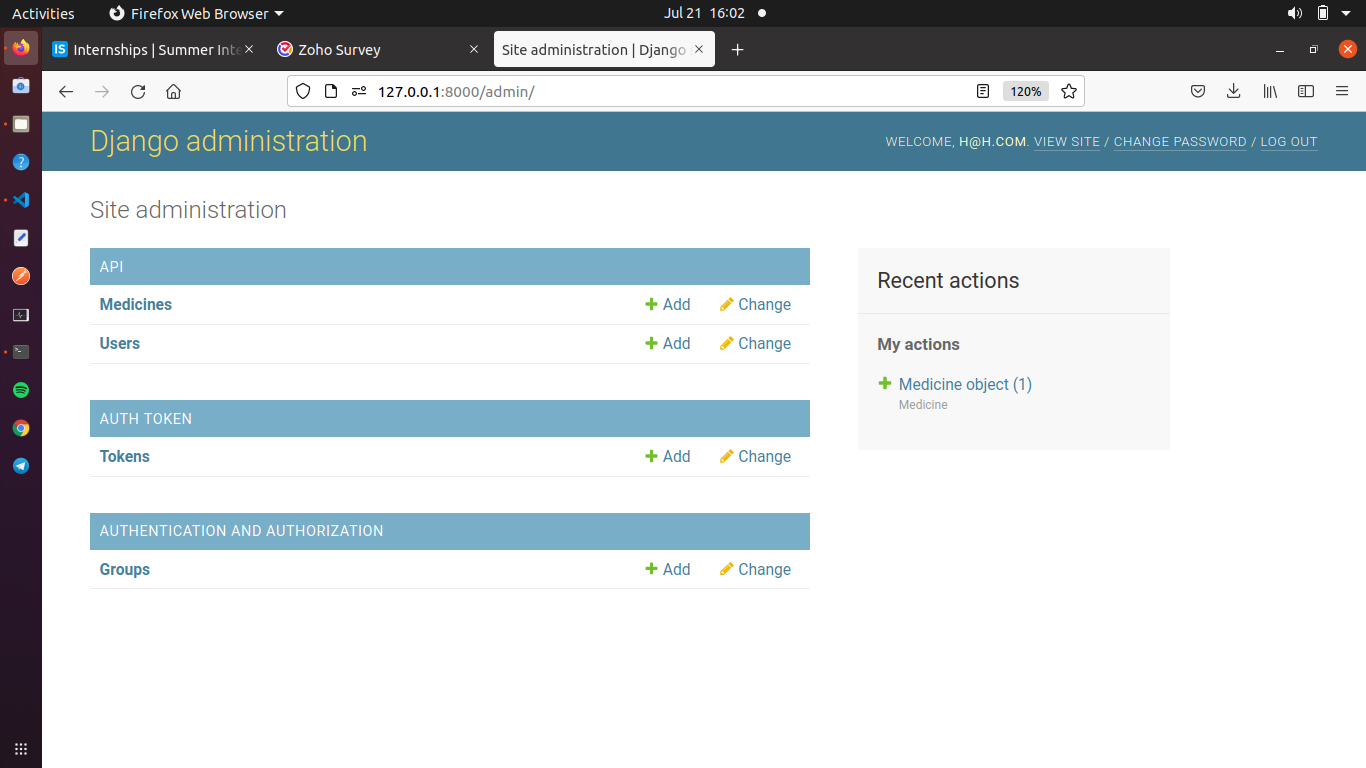 Activities Firefox Web Browser Jul 21 16:02
Internships | Summer Inte Zoho Survey Site administration | Django
127.0.0.1:8000/admin/ 120%
Django administration WELCOME, H@H.COM. VIEW SITE / CHANGE PASSWORD / LOG OUT
Site administration
API
Medicines Add Change
Users Add Change
AUTH TOKEN
Tokens Add Change
AUTHENTICATION AND AUTHORIZATION
Groups Add Change
Recent actions
My actions
Medicine object (1)
Medicine